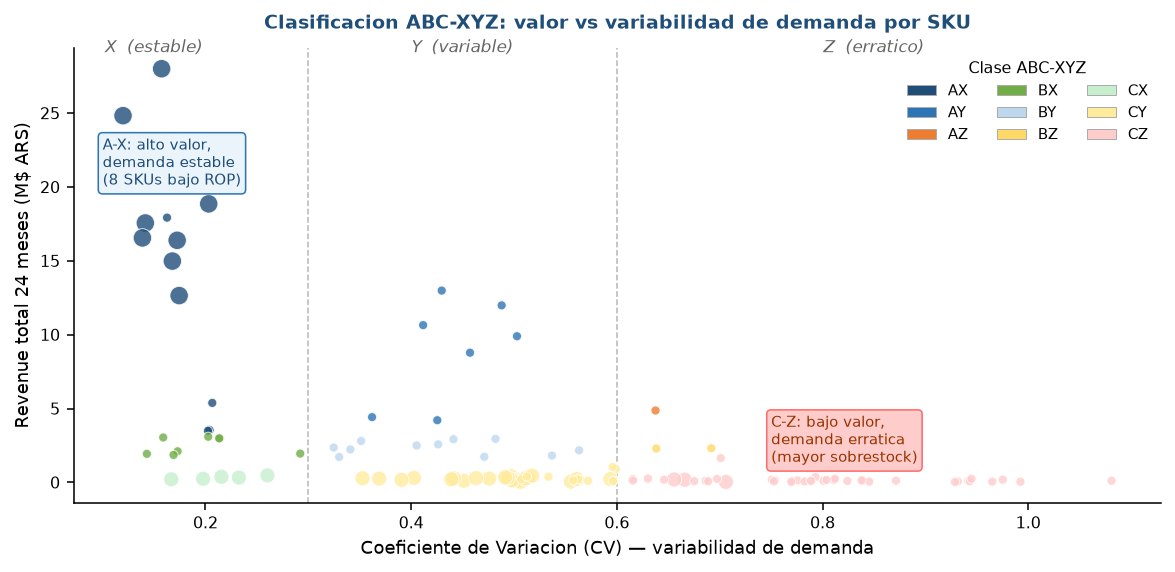 Clasificacion ABC-XYZ: valor vs variabilidad de demanda por SKU
X (estable)
Y (variable)
Z (erratico)
Clase ABC-XYZ
AX
BX
CX
AY
BY
CY
AZ
BZ
CZ
A-X: alto valor,
demanda estable
(8 SKUs bajo ROP)
C-Z: bajo valor,
demanda erratica
(mayor sobrestock)
Revenue total 24 meses (M$ ARS)
25
20
15
10
5
0
0.2
0.4
0.6
0.8
1.0
Coeficiente de Variacion (CV) — variabilidad de demanda